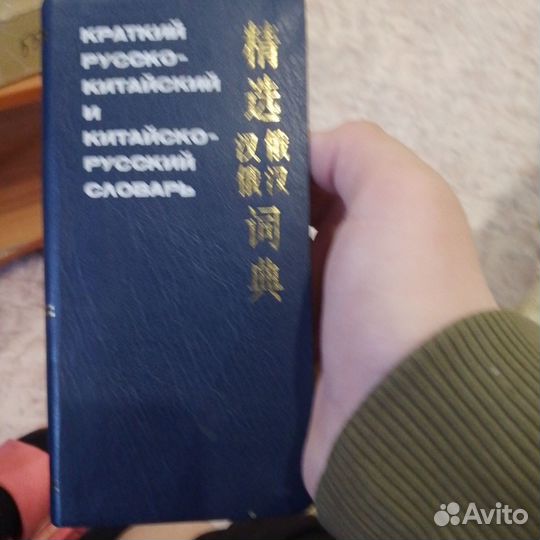 КРАТКИЙ
РУССКО-
КИТАЙСКИЙ
И
КИТАЙСКО-
РУССКИЙ
СЛОВАРЬ
精选
俄汉
汉俄
词典
Avito